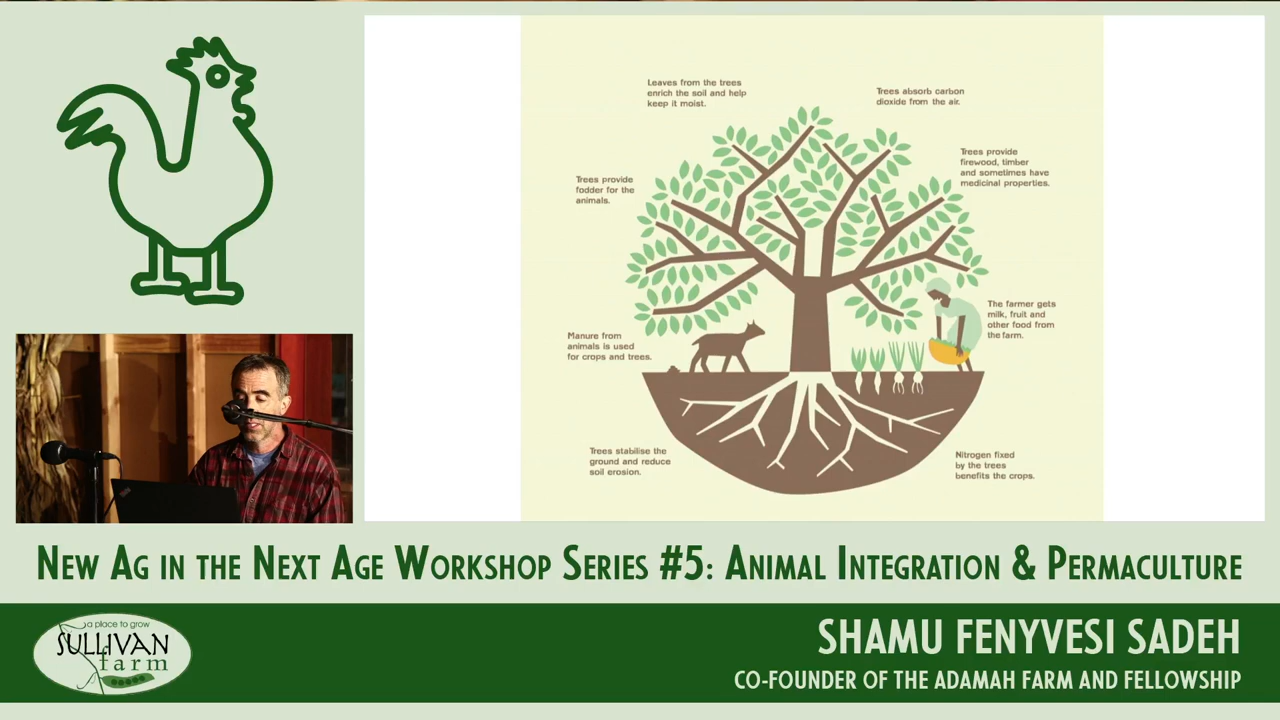 Leaves from the trees
enrich the soil and help
keep it moist.
Trees absorb carbon
dioxide from the air.
Trees provide
firewood, timber
and sometimes have
medicinal properties.
Trees provide
fodder for the
animals.
The farmer gets
milk, fruit and
other food from
the farm.
Manure from
animals is used
for crops and trees.
Trees stabilise the
ground and reduce
soil erosion.
Nitrogen fixed
by the trees
benefits the crops.
NEW AG IN THE NEXT AGE WORKSHOP SERIES #5: ANIMAL INTEGRATION & PERMACULTURE
a place to grow
SULLIVAN
farm
SHAMU FENYVESI SADEH
CO-FOUNDER OF THE ADAMAH FARM AND FELLOWSHIP